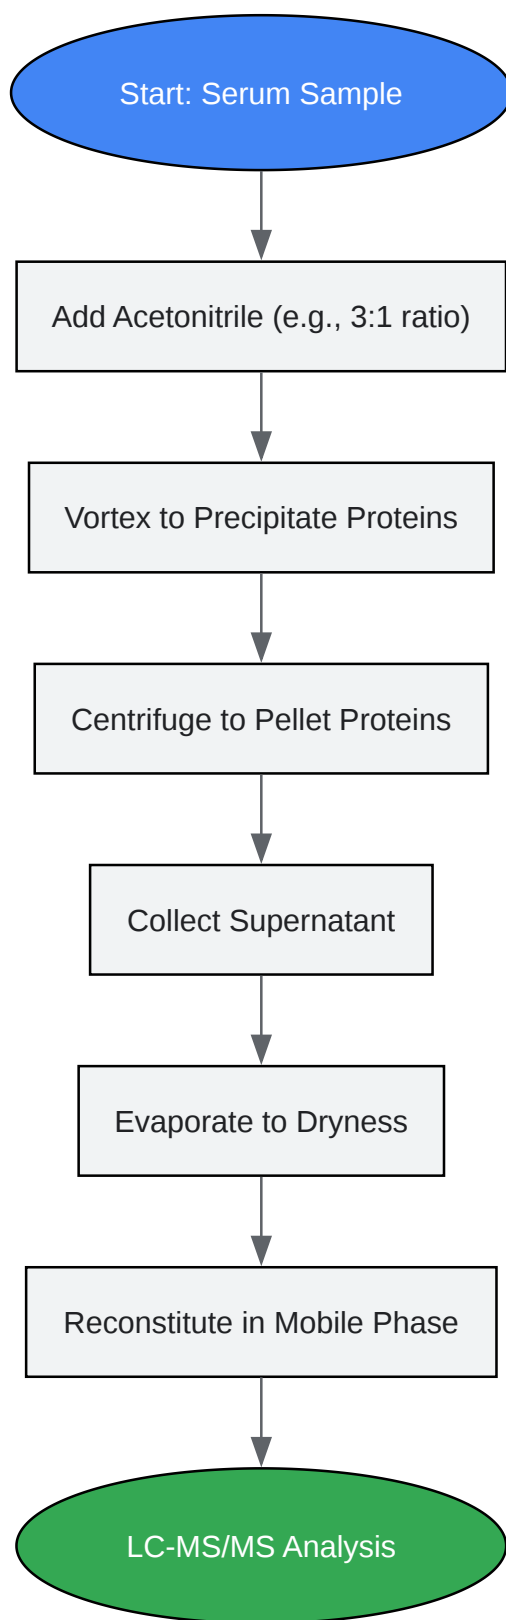 Start: Serum Sample
Add Acetonitrile (e.g., 3:1 ratio)
Vortex to Precipitate Proteins
Centrifuge to Pellet Proteins
Collect Supernatant
Evaporate to Dryness
Reconstitute in Mobile Phase
LC-MS/MS Analysis